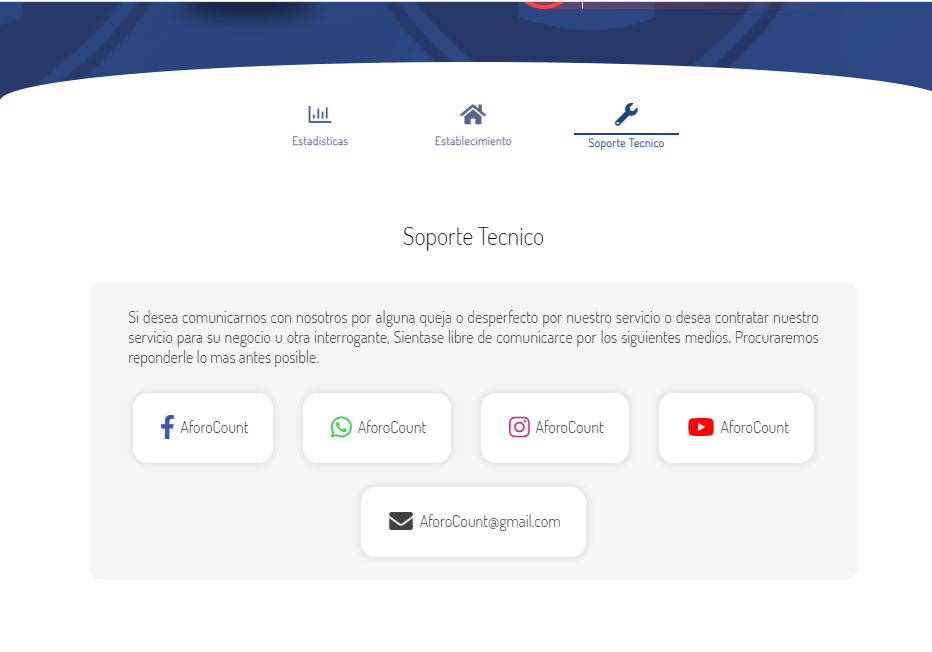 Estadisticas
Establecimiento
Soporte Tecnico
Soporte Tecnico
Si desea comunicarnos con nosotros por alguna queja o desperfecto por nuestro servicio o desea contratar nuestro
servicio para su negocio u otra interrogante, Sientase libre de comunicarce por los siguientes medios. Procuraremos
reponderle lo mas antes posible.
AforoCount
AforoCount
AforoCount
AforoCount
AforoCount@gmail.com